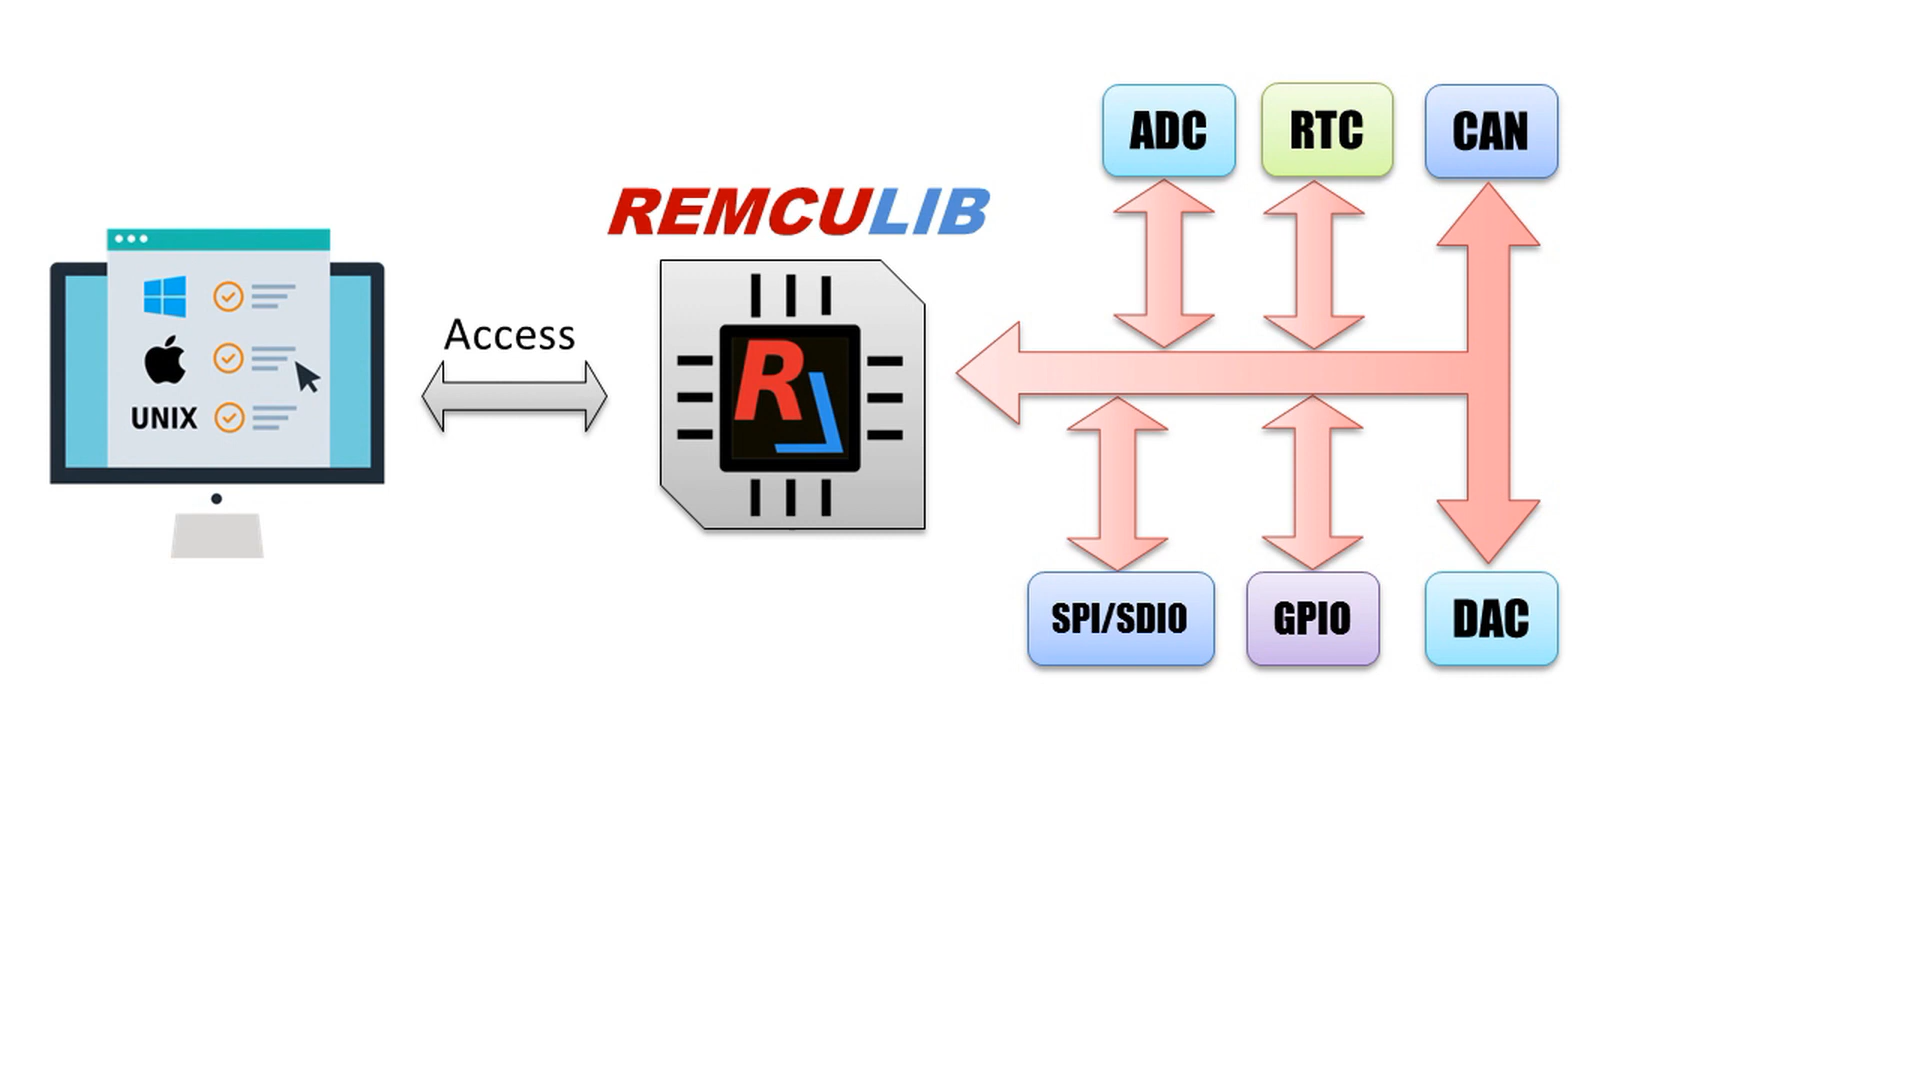 ADC
RTC
CAN
REMCULIB
Access
UNIX
R
SPI/SDIO
GPIO
DAC